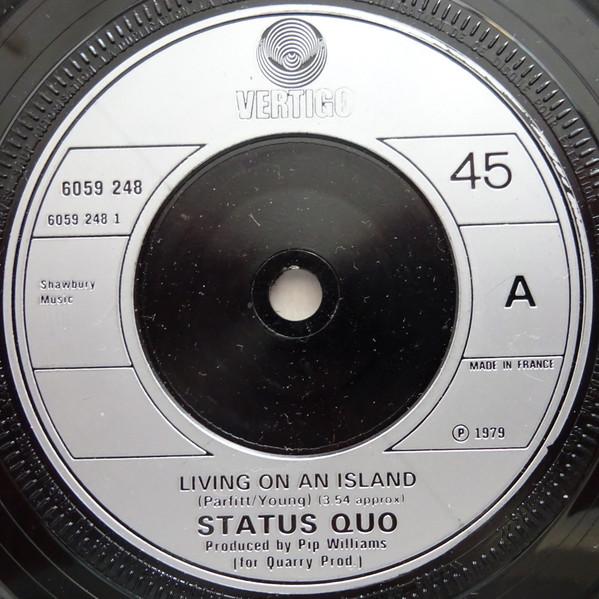 VERTIGO
6059 248
6059 248 1
45
Shawbury
Music
A
MADE IN FRANCE
Ⓟ 1979
LIVING ON AN ISLAND
(Parfitt/Young) (3.54 approx)
STATUS QUO
Produced by Pip Williams
(for Quarry Prod.)